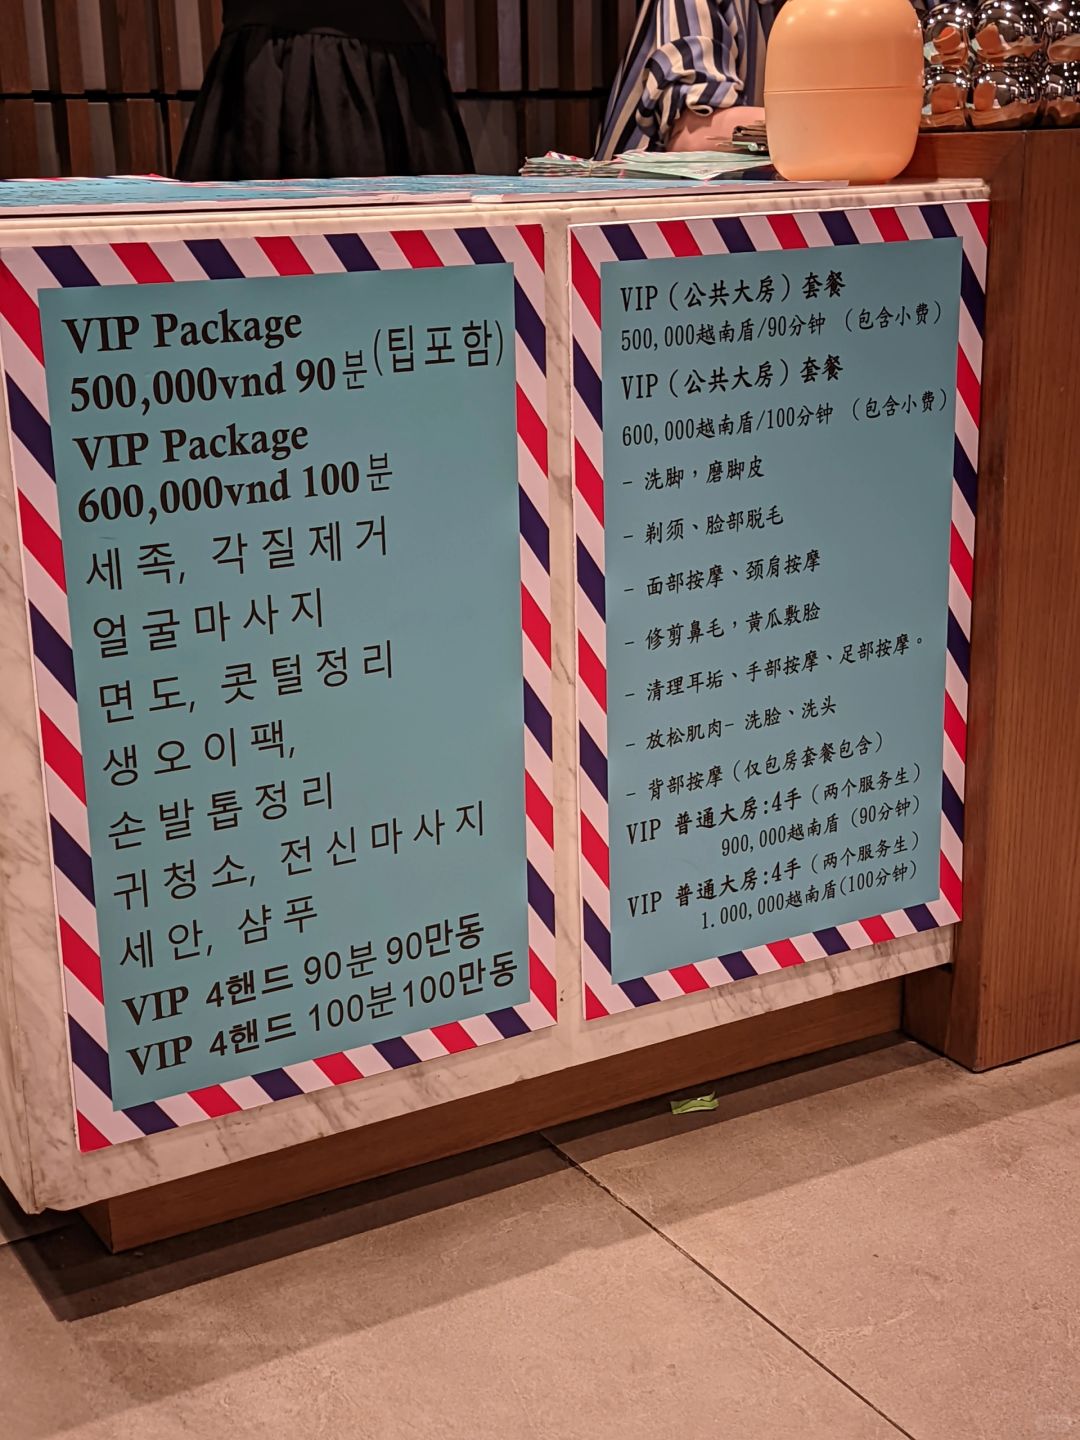 VIP Package
500,000vnd 90분(팁포함)
VIP Package
600,000vnd 100분
세족, 각질제거
얼굴마사지
면도, 콧털정리
생오이팩,
손발톱정리
귀청소, 전신마사지
세안, 샴푸
VIP 4핸드 90분 90만동
VIP 4핸드 100분100만동
VIP（公共大房）套餐
500,000越南盾/90分钟 （包含小费）
VIP（公共大房）套餐
600,000越南盾/100分钟 （包含小费）
- 洗脚，磨脚皮
- 剃须、脸部脱毛
- 面部按摩、颈肩按摩
- 修剪鼻毛，黄瓜敷脸
- 清理耳垢、手部按摩、足部按摩。
- 放松肌肉- 洗脸、洗头
- 背部按摩（仅包房套餐包含）
VIP 普通大房:4手（两个服务生）
900,000越南盾（90分钟）
VIP 普通大房:4手（两个服务生）
1.000,000越南盾(100分钟)